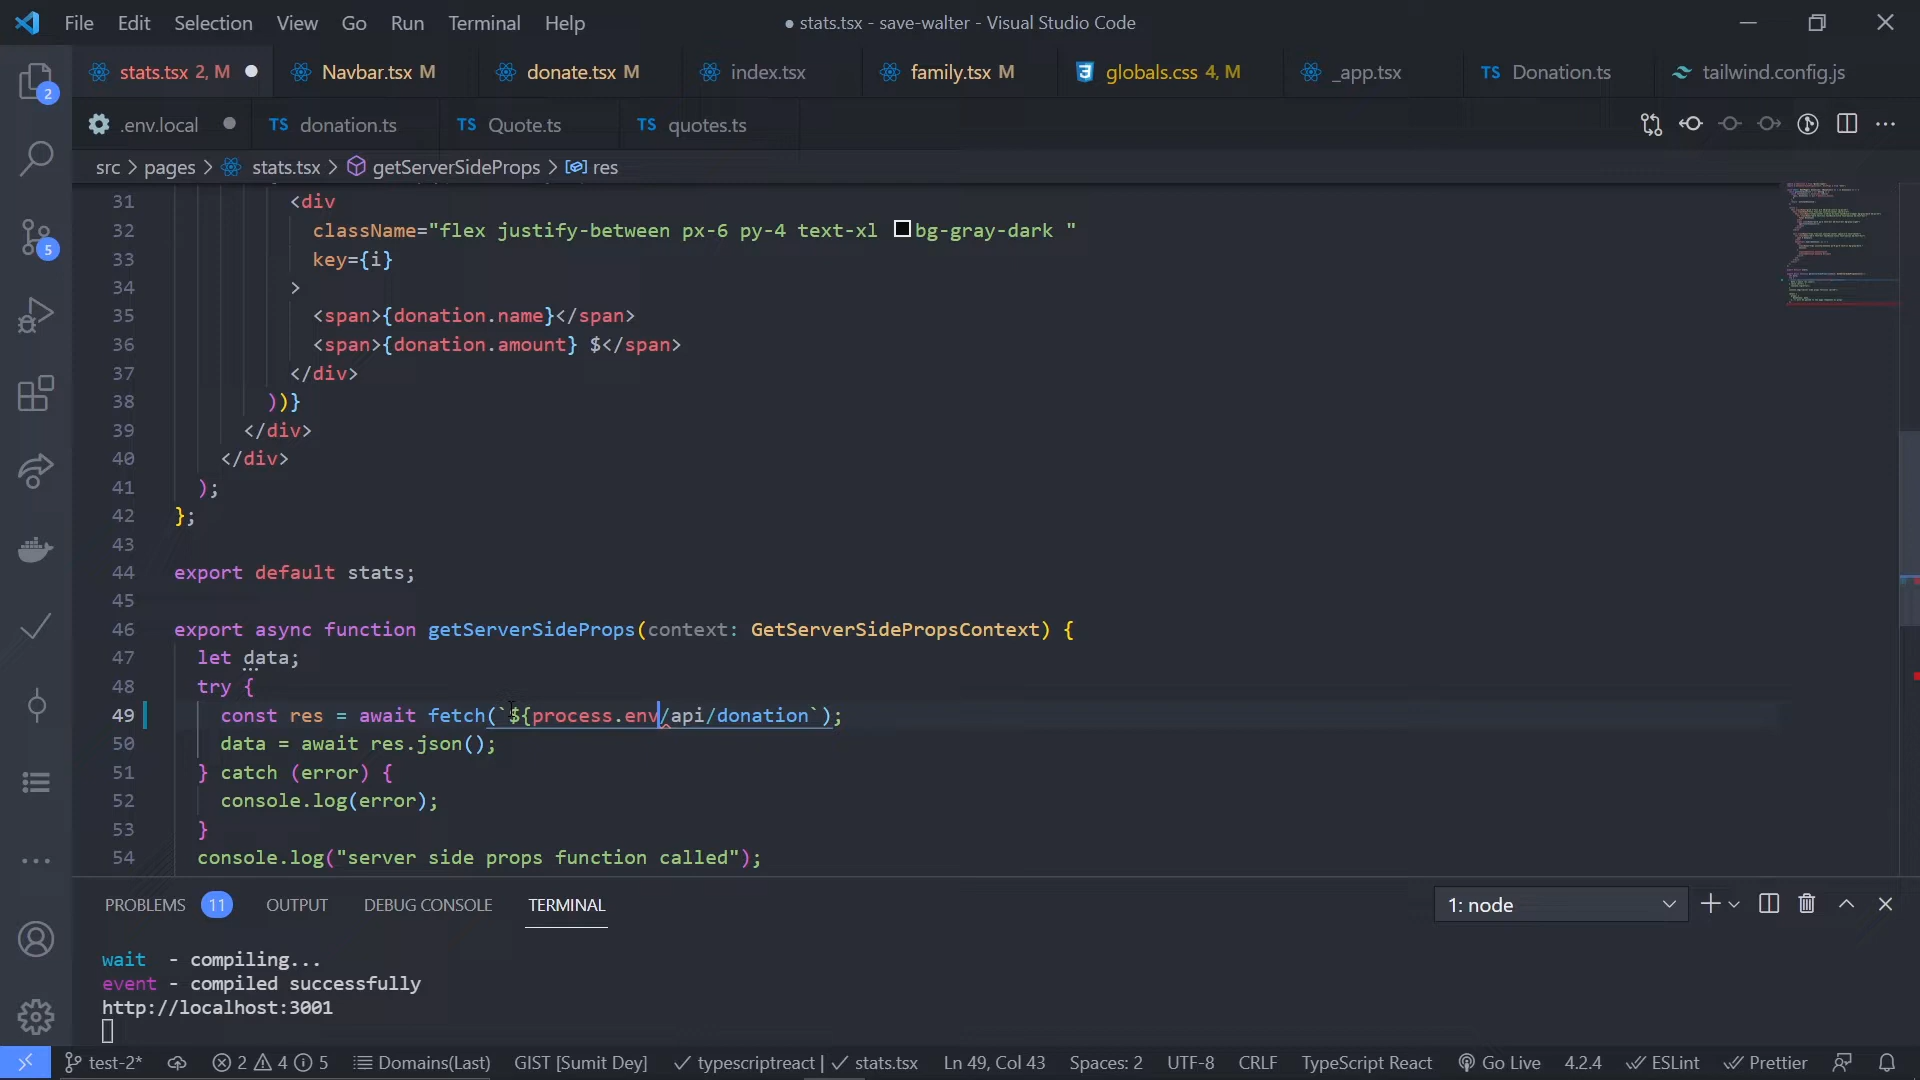 File Edit Selection View Go Run Terminal Help
● stats.tsx - save-walter - Visual Studio Code
stats.tsx 2, M
Navbar.tsx M
donate.tsx M
index.tsx
family.tsx M
globals.css 4, M
_app.tsx
TS Donation.ts
tailwind.config.js
.env.local
TS donation.ts
TS Quote.ts
TS quotes.ts
src > pages > stats.tsx > getServerSideProps > res
31 <div
32 className="flex justify-between px-6 py-4 text-xl bg-gray-dark "
33 key={i}
34 >
35 <span>{donation.name}</span>
36 <span>{donation.amount} $</span>
37 </div>
38 ))}
39 </div>
40 </div>
41 );
42 };
43
44 export default stats;
45
46 export async function getServerSideProps(context: GetServerSidePropsContext) {
47 let data;
48 try {
49 const res = await fetch(`${process.env/api/donation`);
50 data = await res.json();
51 } catch (error) {
52 console.log(error);
53 }
54 console.log("server side props function called");
2
5
PROBLEMS 11 OUTPUT DEBUG CONSOLE TERMINAL
1: node
wait - compiling...
event - compiled successfully
http://localhost:3001
test-2* 2 4 5 Domains(Last) GIST [Sumit Dey] typescriptreact | stats.tsx Ln 49, Col 43 Spaces: 2 UTF-8 CRLF TypeScript React Go Live 4.2.4 ESLint Prettier